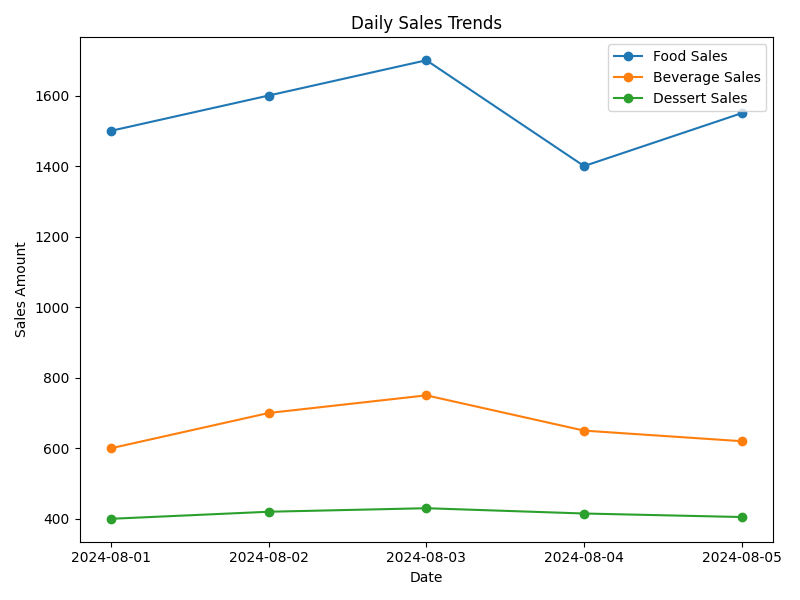 Daily Sales Trends
Food Sales
Beverage Sales
Dessert Sales
Sales Amount
1600
1400
1200
1000
800
600
400
2024-08-01 2024-08-02 2024-08-03 2024-08-04 2024-08-05
Date